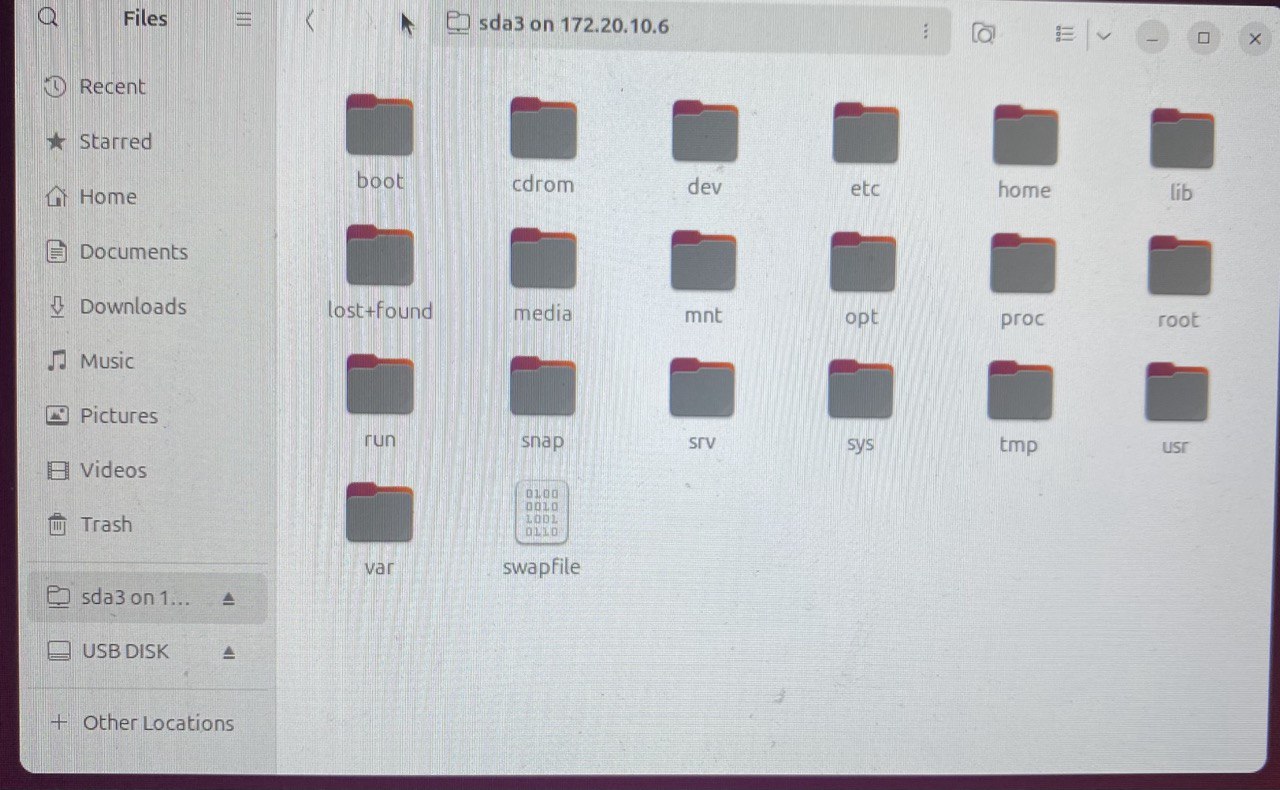 Files
sda3 on 172.20.10.6
Recent
Starred
Home
Documents
Downloads
Music
Pictures
Videos
Trash
sda3 on 1...
USB DISK
Other Locations
boot
cdrom
dev
etc
home
lib
lost+found
media
mnt
opt
proc
root
run
snap
srv
sys
tmp
usr
var
0100
0010
1001
0110
swapfile